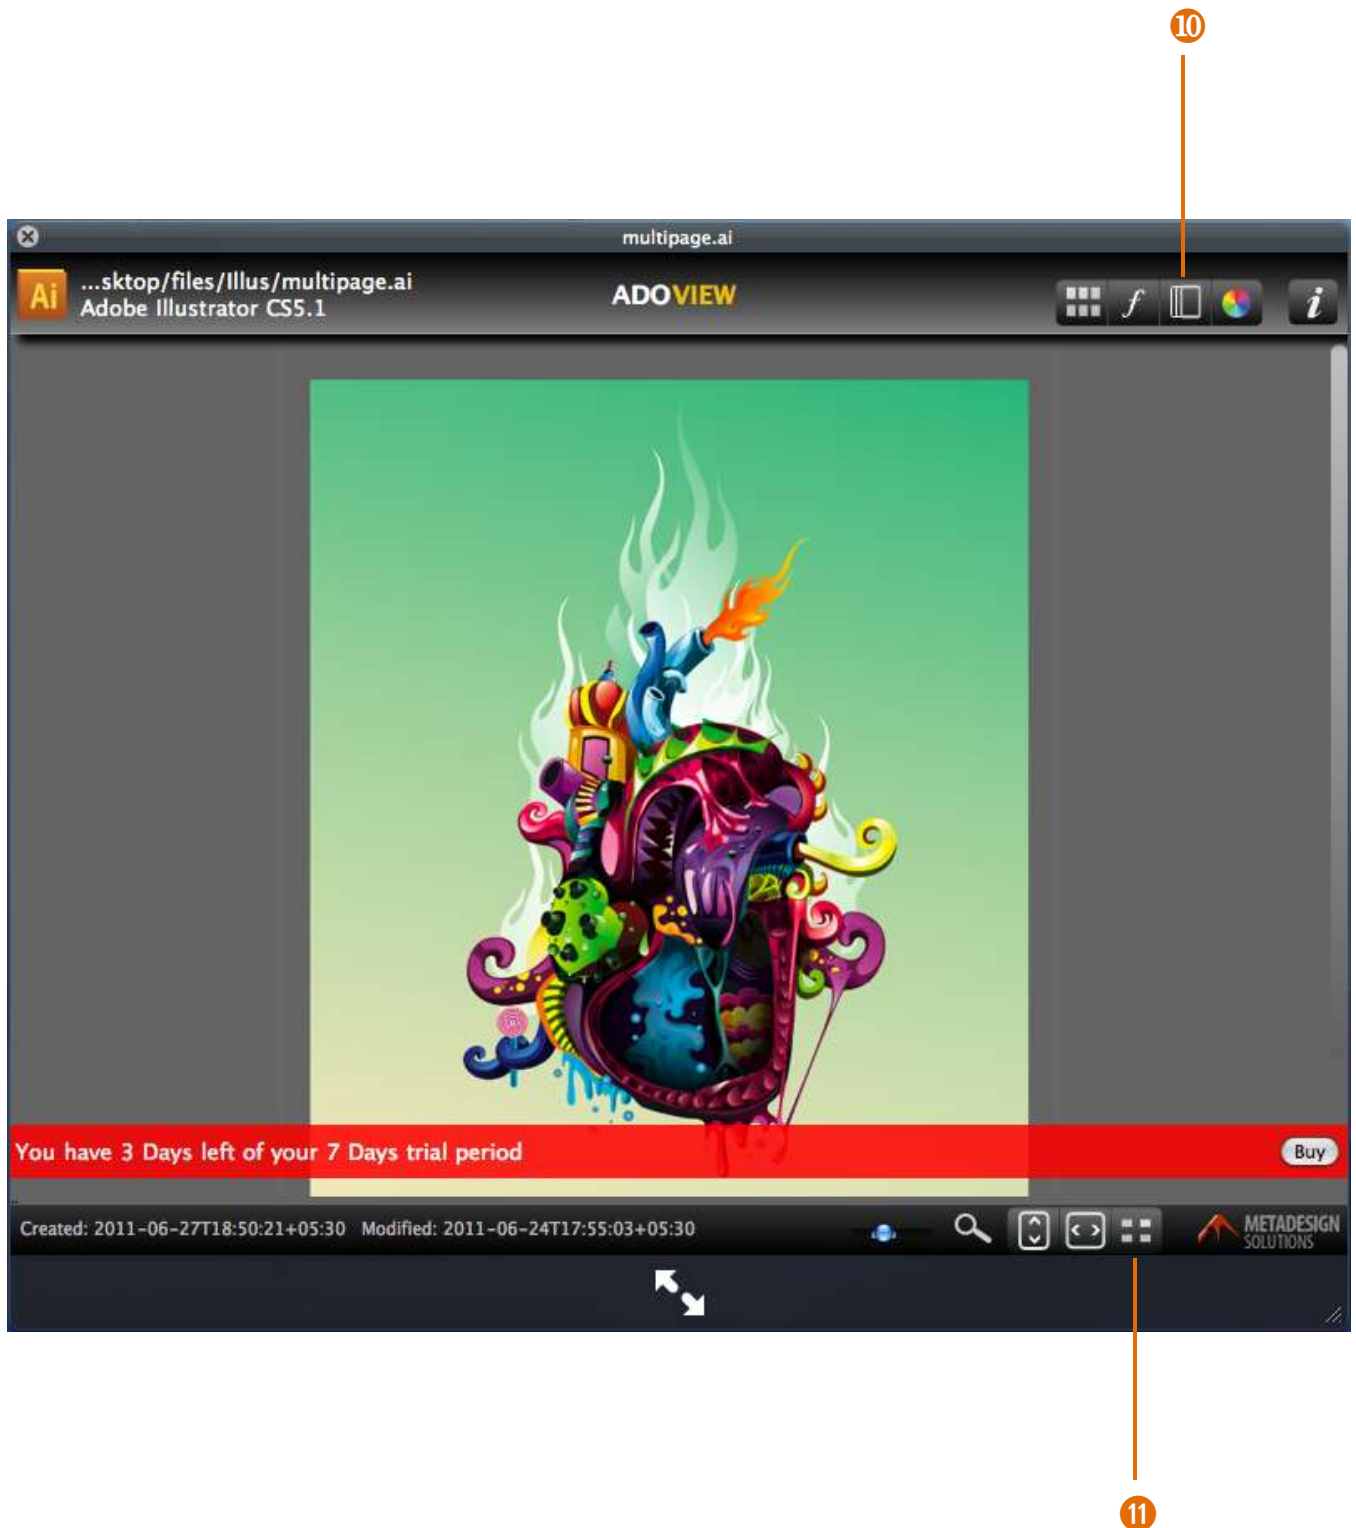 10
multipage.ai
Ai
...sktop/files/Illus/multipage.ai
Adobe Illustrator CS5.1
ADOVIEW
f
i
You have 3 Days left of your 7 Days trial period
Buy
Created: 2011-06-27T18:50:21+05:30 Modified: 2011-06-24T17:55:03+05:30
METADESIGN
SOLUTIONS
11